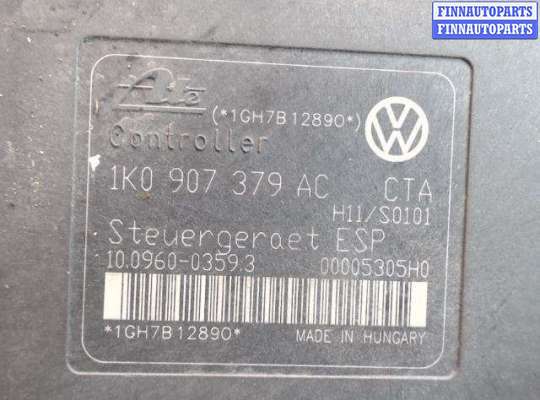 FINNAUTOPARTS
FINNAUTOPARTS
Ate (*1GH7B12890*)
Controller
1K0 907 379 AC CTA
H11/S0101
Steuergeraet ESP
10.0960-0359.3 00005305H0
*1GH7B12890* MADE IN HUNGARY